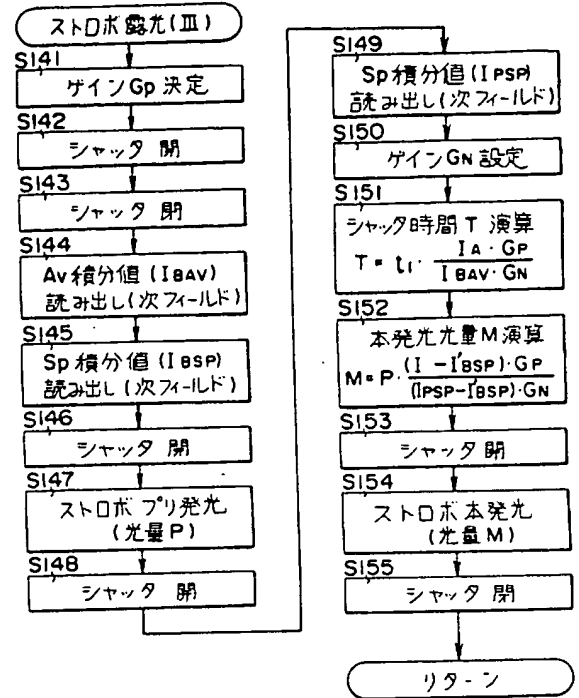 ストロボ露光(III)
S141
ゲインGp 決定
S142
シャッタ 開
S143
シャッタ 閉
S144
Av積分値(IBAV)
読み出し(次フィールド)
S145
Sp積分値(IBSP)
読み出し(次フィールド)
S146
シャッタ 開
S147
ストロボ プリ発光
(光量P)
S148
シャッタ 閉
S149
Sp積分値(IPSP)
読み出し(次フィールド)
S150
ゲインGN 設定
S151
シャッタ時間 T 演算
T = t1・IA・GP / IBAV・GN
S152
本発光光量M演算
M = P・(I - I'BSP)・GP / (IPSP - I'BSP)・GN
S153
シャッタ開
S154
ストロボ本発光
(光量M)
S155
シャッタ閉
リターン